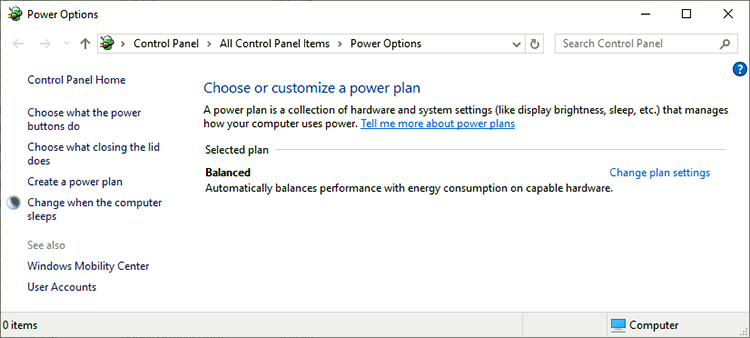 Power Options
Control Panel > All Control Panel Items > Power Options
Search Control Panel
Control Panel Home
Choose what the power
buttons do
Choose what closing the lid
does
Create a power plan
Change when the computer
sleeps
See also
Windows Mobility Center
User Accounts
?
Choose or customize a power plan
A power plan is a collection of hardware and system settings (like display brightness, sleep, etc.) that manages
how your computer uses power. Tell me more about power plans
Selected plan
Balanced Change plan settings
Automatically balances performance with energy consumption on capable hardware.
0 items Computer